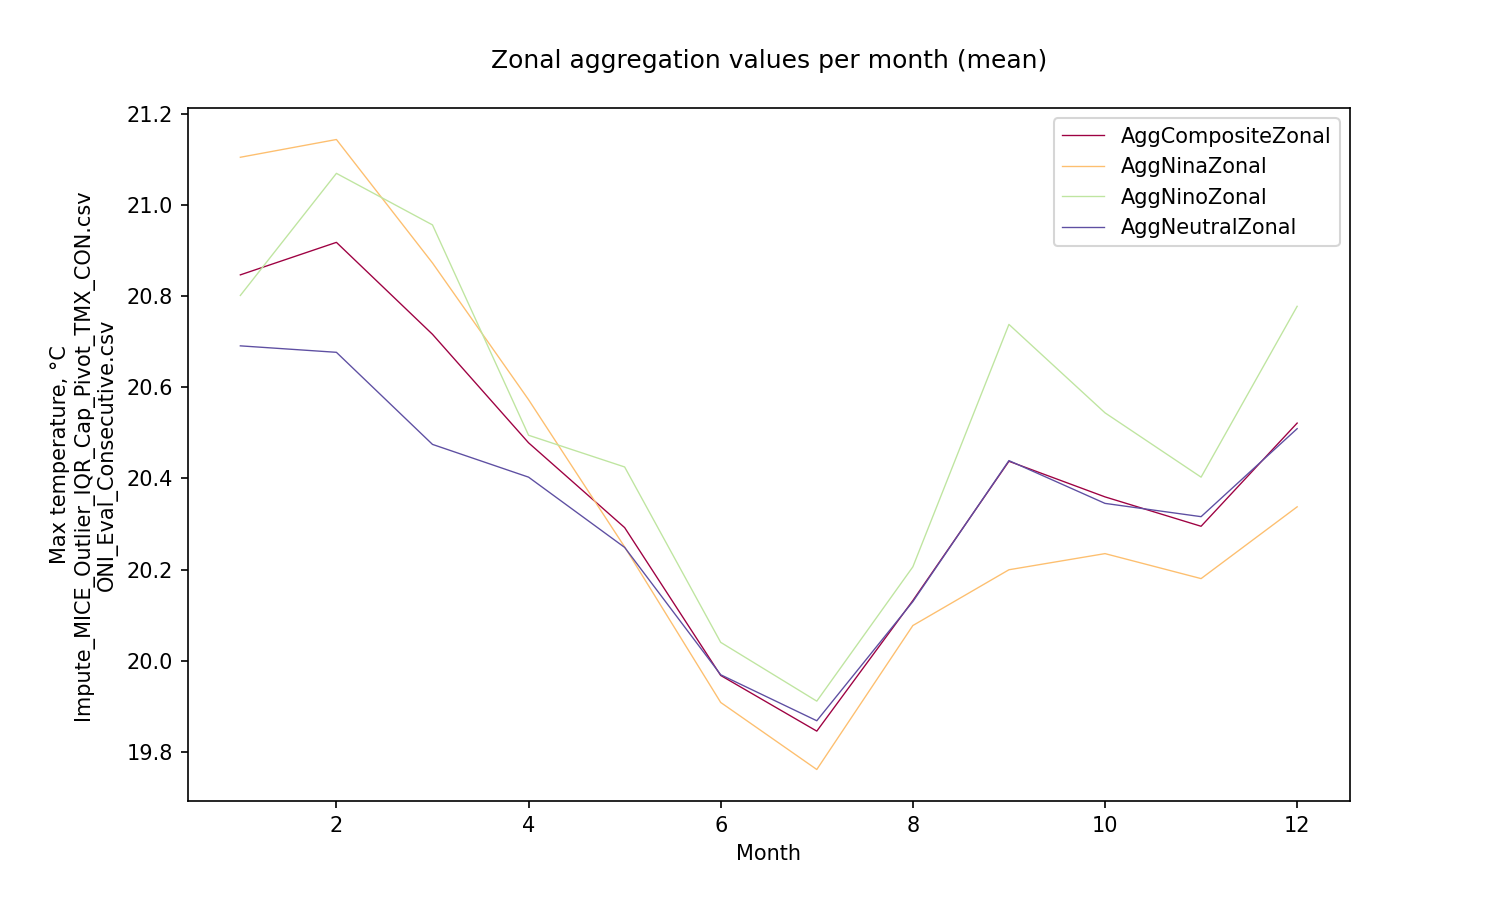 Zonal aggregation values per month (mean)
Max temperature, °C
Impute_MICE_Outlier_IQR_Cap_Pivot_TMX_CON.csv
ONI_Eval_Consecutive.csv
21.2
21.0
20.8
20.6
20.4
20.2
20.0
19.8
AggCompositeZonal
AggNinaZonal
AggNinoZonal
AggNeutralZonal
2 4 6 8 10 12
Month